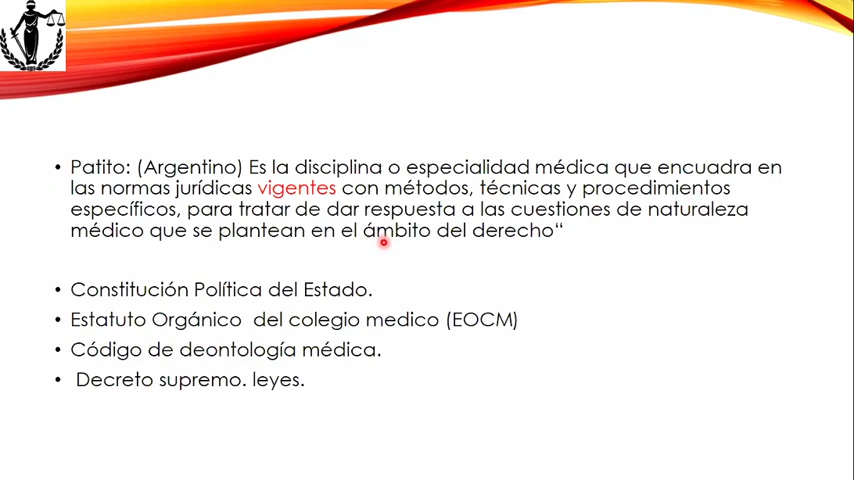 • Patito: (Argentino) Es la disciplina o especialidad médica que encuadra en
las normas jurídicas vigentes con métodos, técnicas y procedimientos
específicos, para tratar de dar respuesta a las cuestiones de naturaleza
médico que se plantean en el ámbito del derecho“
• Constitución Política del Estado.
• Estatuto Orgánico del colegio medico (EOCM)
• Código de deontología médica.
• Decreto supremo. leyes.